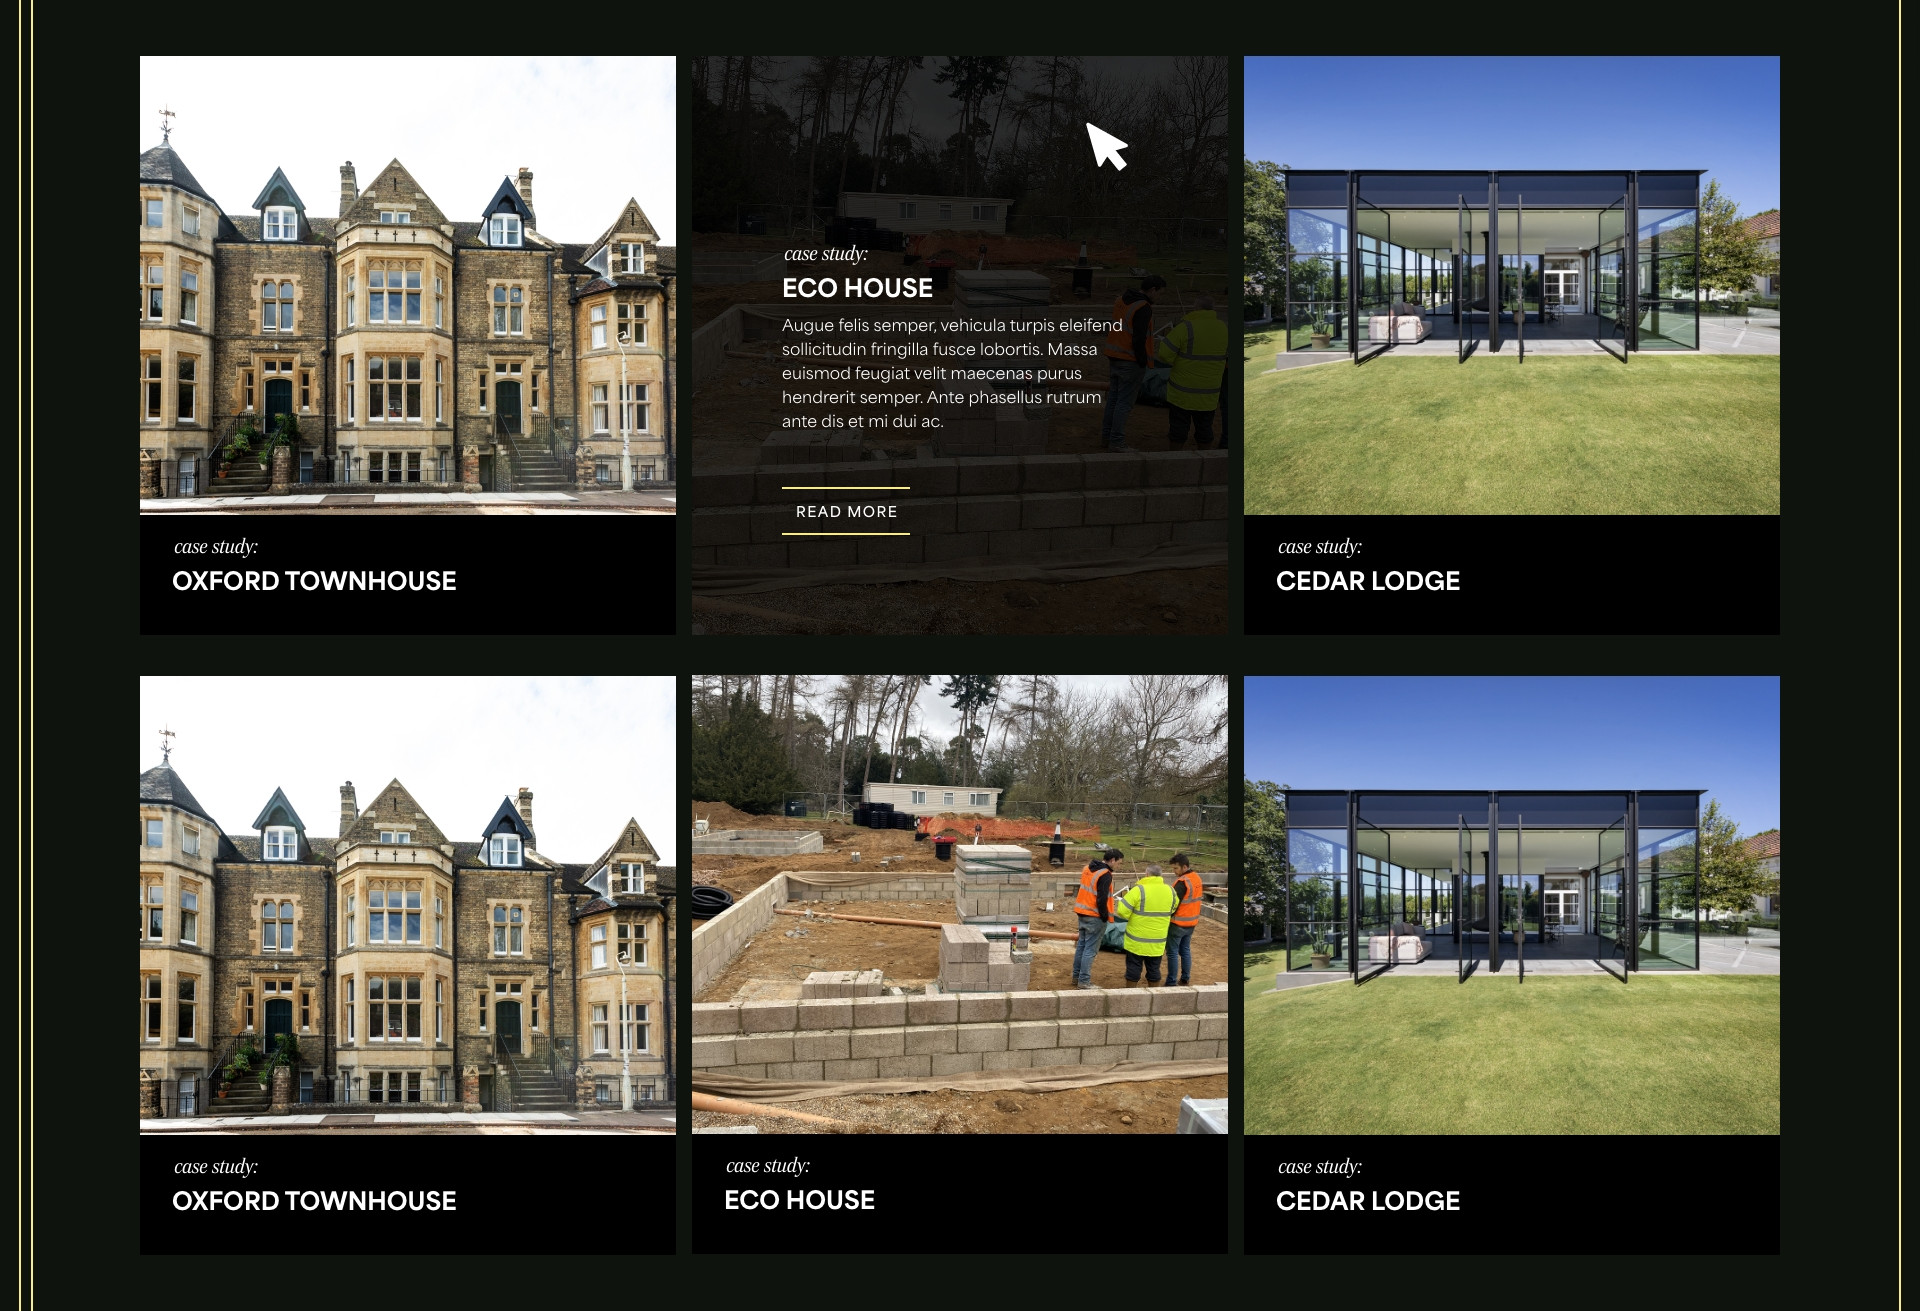 case study:
OXFORD TOWNHOUSE
case study:
ECO HOUSE
Augue felis semper, vehicula turpis eleifend
sollicitudin fringilla fusce lobortis. Massa
euismod feugiat velit maecenas purus
hendrerit semper. Ante phasellus rutrum
ante dis et mi dui ac.
READ MORE
case study:
CEDAR LODGE
case study:
OXFORD TOWNHOUSE
case study:
ECO HOUSE
case study:
CEDAR LODGE